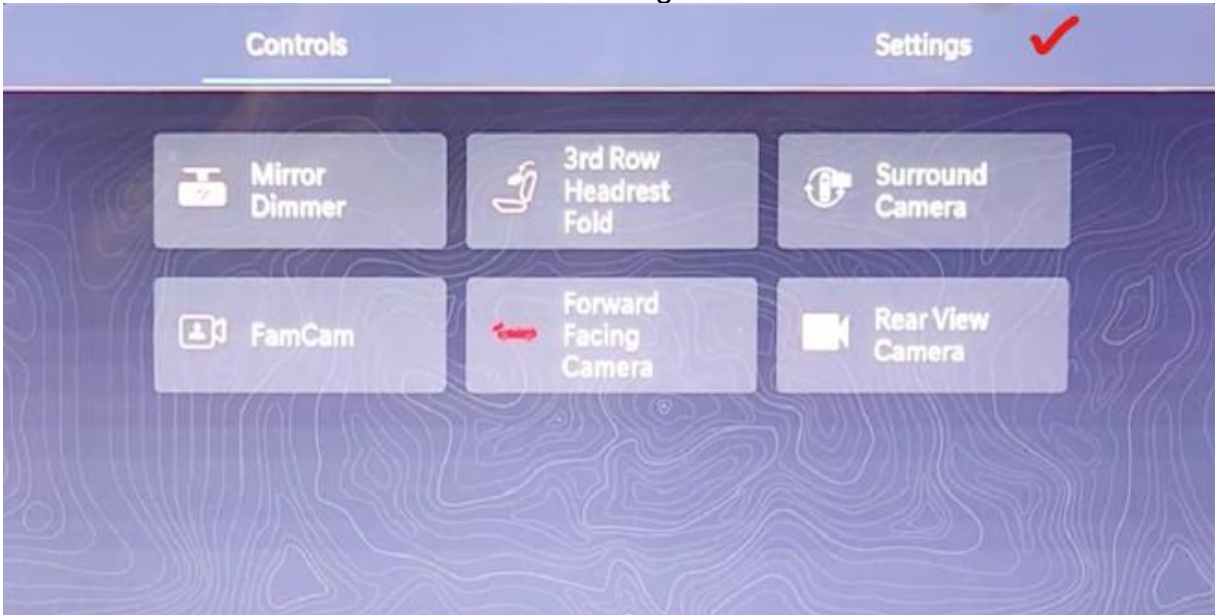 Controls
Settings
Mirror
Dimmer
3rd Row
Headrest
Fold
Surround
Camera
FamCam
Forward
Facing
Camera
Rear View
Camera